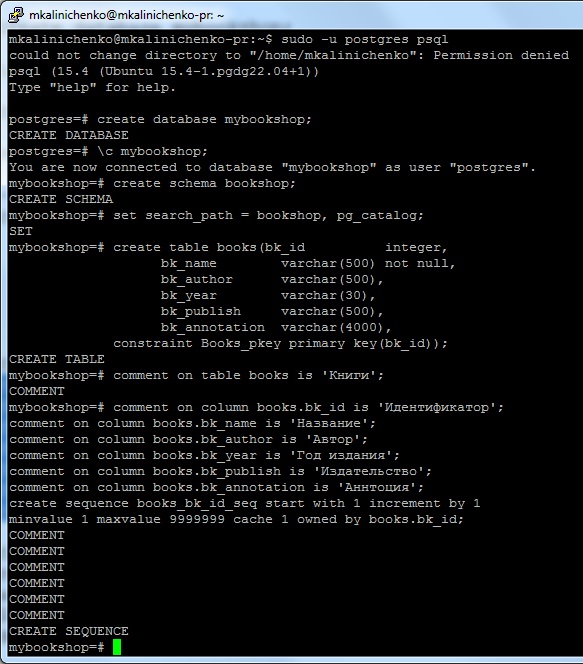 mkalinichenko@mkalinichenko-pr: ~
mkalinichenko@mkalinichenko-pr:~$ sudo -u postgres psql
could not change directory to "/home/mkalinichenko": Permission denied
psql (15.4 (Ubuntu 15.4-1.pgdg22.04+1))
Type "help" for help.
postgres=# create database mybookshop;
CREATE DATABASE
postgres=# \c mybookshop;
You are now connected to database "mybookshop" as user "postgres".
mybookshop=# create schema bookshop;
CREATE SCHEMA
mybookshop=# set search_path = bookshop, pg_catalog;
SET
mybookshop=# create table books(bk_id          integer,
                   bk_name        varchar(500) not null,
                   bk_author      varchar(500),
                   bk_year        varchar(30),
                   bk_publish     varchar(500),
                   bk_annotation  varchar(4000),
             constraint Books_pkey primary key(bk_id));
CREATE TABLE
mybookshop=# comment on table books is 'Книги';
COMMENT
mybookshop=# comment on column books.bk_id is 'Идентификатор';
comment on column books.bk_name is 'Название';
comment on column books.bk_author is 'Автор';
comment on column books.bk_year is 'Год издания';
comment on column books.bk_publish is 'Издательство';
comment on column books.bk_annotation is 'Аннтоция';
create sequence books_bk_id_seq start with 1 increment by 1
minvalue 1 maxvalue 9999999 cache 1 owned by books.bk_id;
COMMENT
COMMENT
COMMENT
COMMENT
COMMENT
COMMENT
CREATE SEQUENCE
mybookshop=#